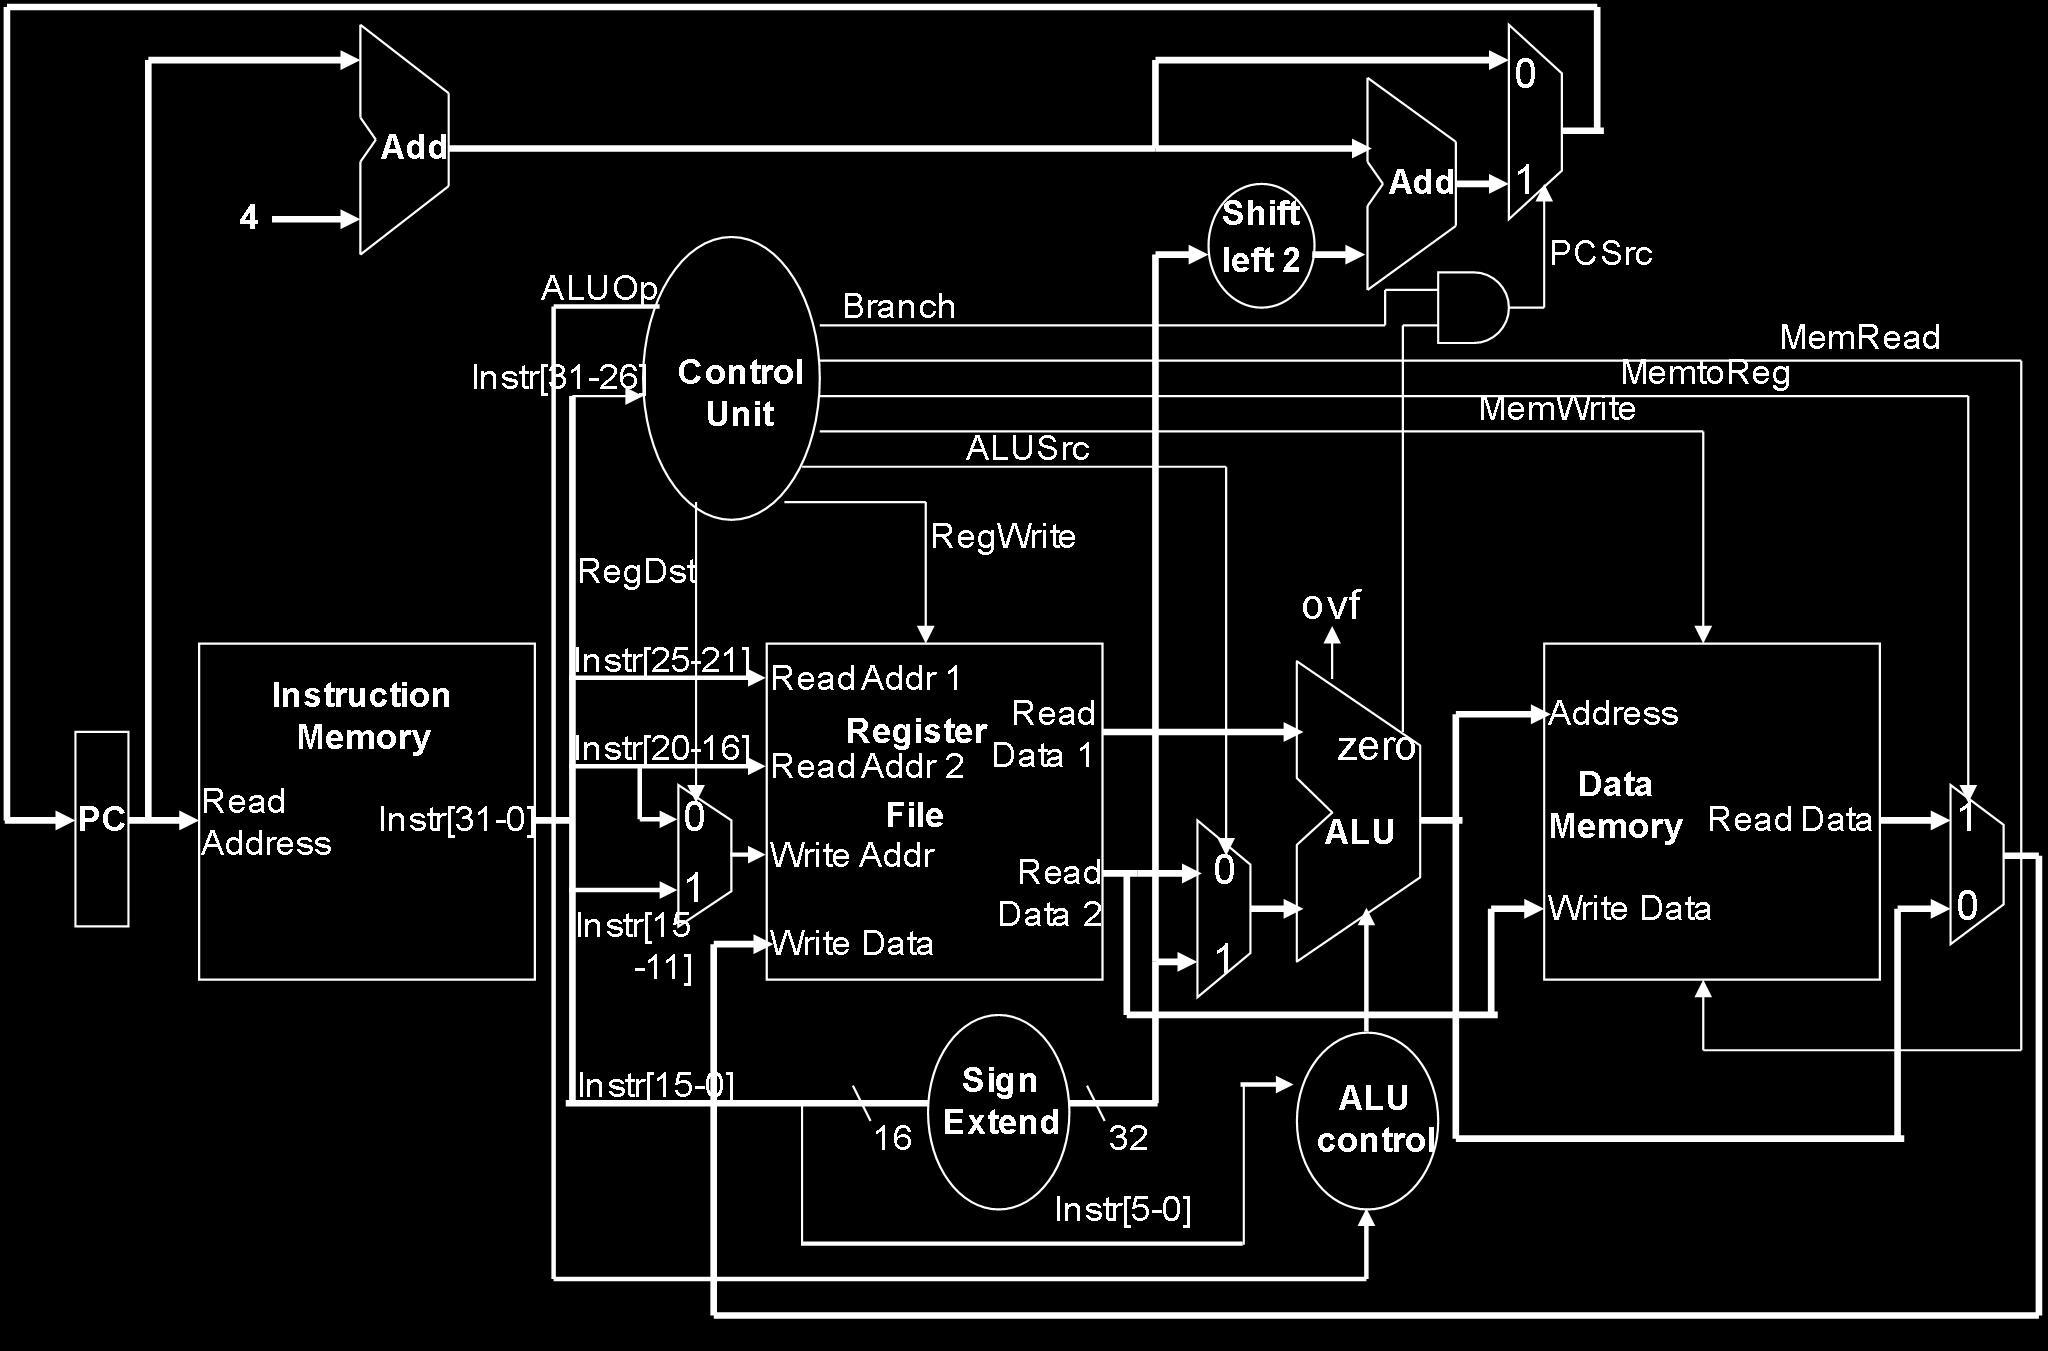 0
Add
Add
1
4
Shift
left 2
PCSrc
ALUOp
Branch
MemRead
Instr[31-26]
Control
Unit
MemtoReg
MemWrite
ALUSrc
RegWrite
RegDst
ovf
Instr[25-21]
Read Addr 1
Instruction
Memory
Register
File
Read
Data 1
zero
Address
Instr[20-16]
Read Addr 2
Data
Memory
PC
Read
Address
Instr[31-0]
0
1
Write Addr
ALU
Read Data
1
0
Read
Data 2
0
1
Write Data
Instr[15
-11]
Write Data
Instr[15-0]
Sign
Extend
16
32
ALU
control
Instr[5-0]